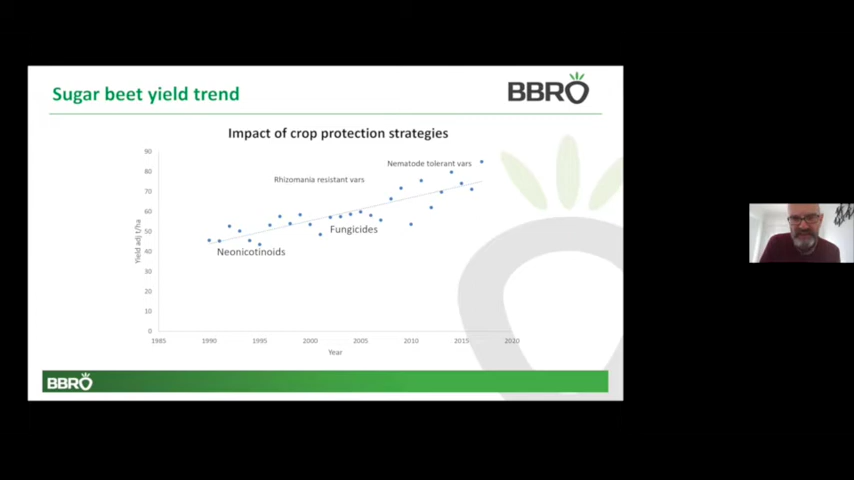 Sugar beet yield trend
BBRO
Impact of crop protection strategies
90
80
70
60
50
40
30
20
10
0
Yield adj t/ha
Nematode tolerant vars
Rhizomania resistant vars
Fungicides
Neonicotinoids
1985 1990 1995 2000 2005 2010 2015 2020
Year
BBRO